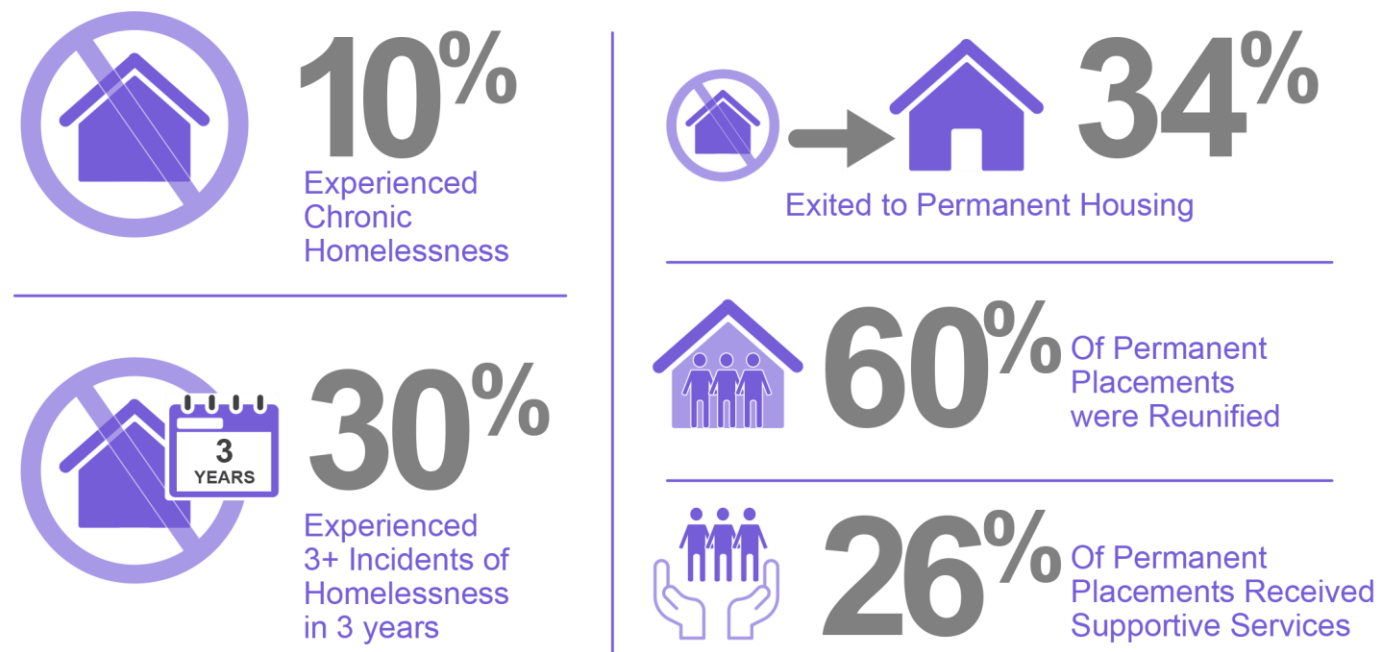 10%
Experienced
Chronic
Homelessness
3
YEARS
30%
Experienced
3+ Incidents of
Homelessness
in 3 years
34%
Exited to Permanent Housing
60%
Of Permanent
Placements
were Reunified
26%
Of Permanent
Placements Received
Supportive Services